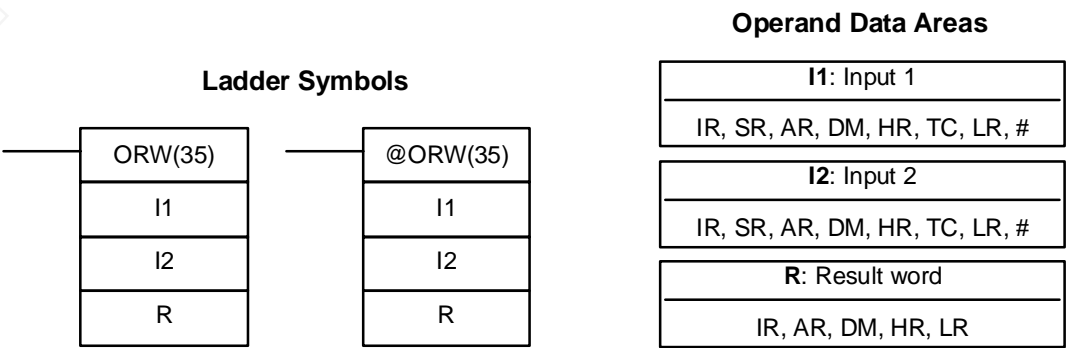 Ladder Symbols
ORW(35)
I1
I2
R
@ORW(35)
I1
I2
R
Operand Data Areas
I1: Input 1
IR, SR, AR, DM, HR, TC, LR, #
I2: Input 2
IR, SR, AR, DM, HR, TC, LR, #
R: Result word
IR, AR, DM, HR, LR